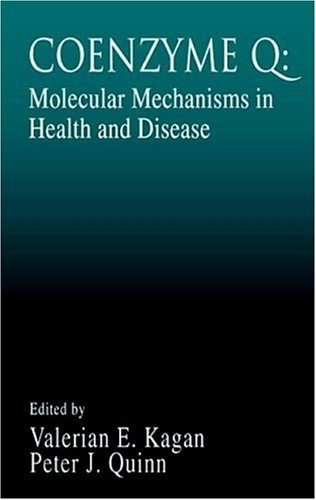 COENZYME Q:
Molecular Mechanisms in
Health and Disease
Edited by
Valerian E. Kagan
Peter J. Quinn